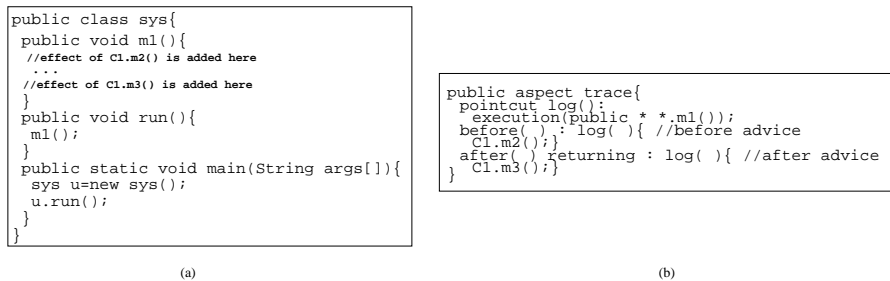 public class sys{
public void m1(){
//effect of C1.m2() is added here
...
//effect of C1.m3() is added here
}
public void run(){
m1();
}
public static void main(String args[]){
sys u=new sys();
u.run();
}
}
(a)
public aspect trace{
pointcut log():
execution(public * *.m1());
before( ) : log( ){ //before advice
C1.m2();}
after( ) returning : log( ){ //after advice
C1.m3();}
}
(b)